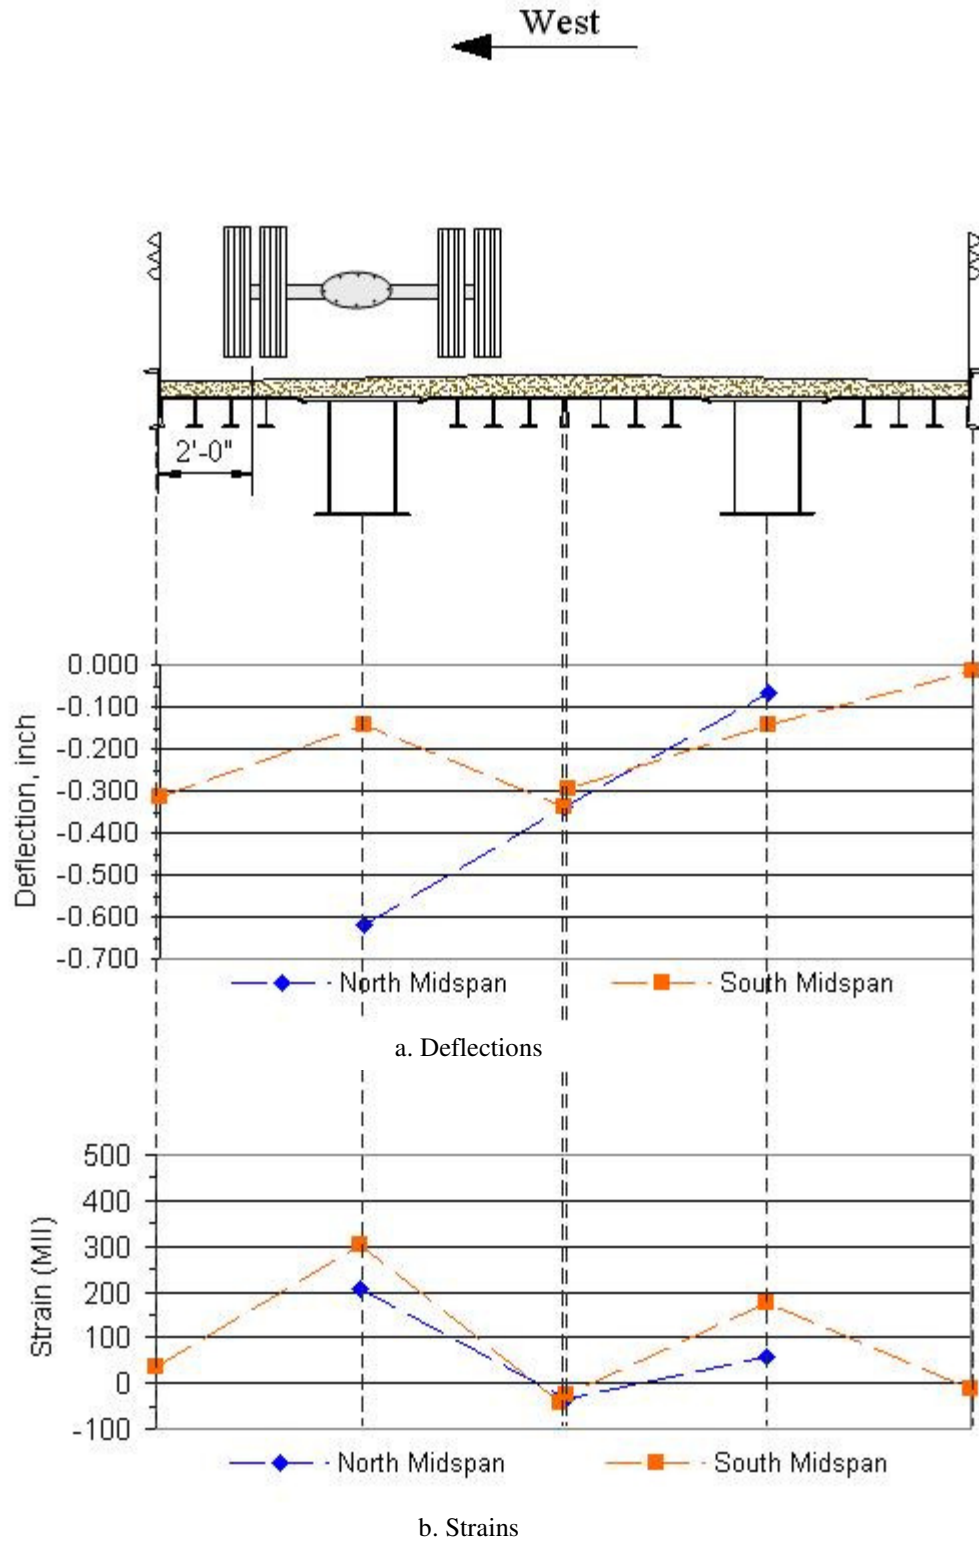 West
2'-0"
0.000
-0.100
-0.200
-0.300
-0.400
-0.500
-0.600
-0.700
Deflection, inch
North Midspan
South Midspan
a. Deflections
500
400
300
200
100
0
-100
Strain (MII)
North Midspan
South Midspan
b. Strains